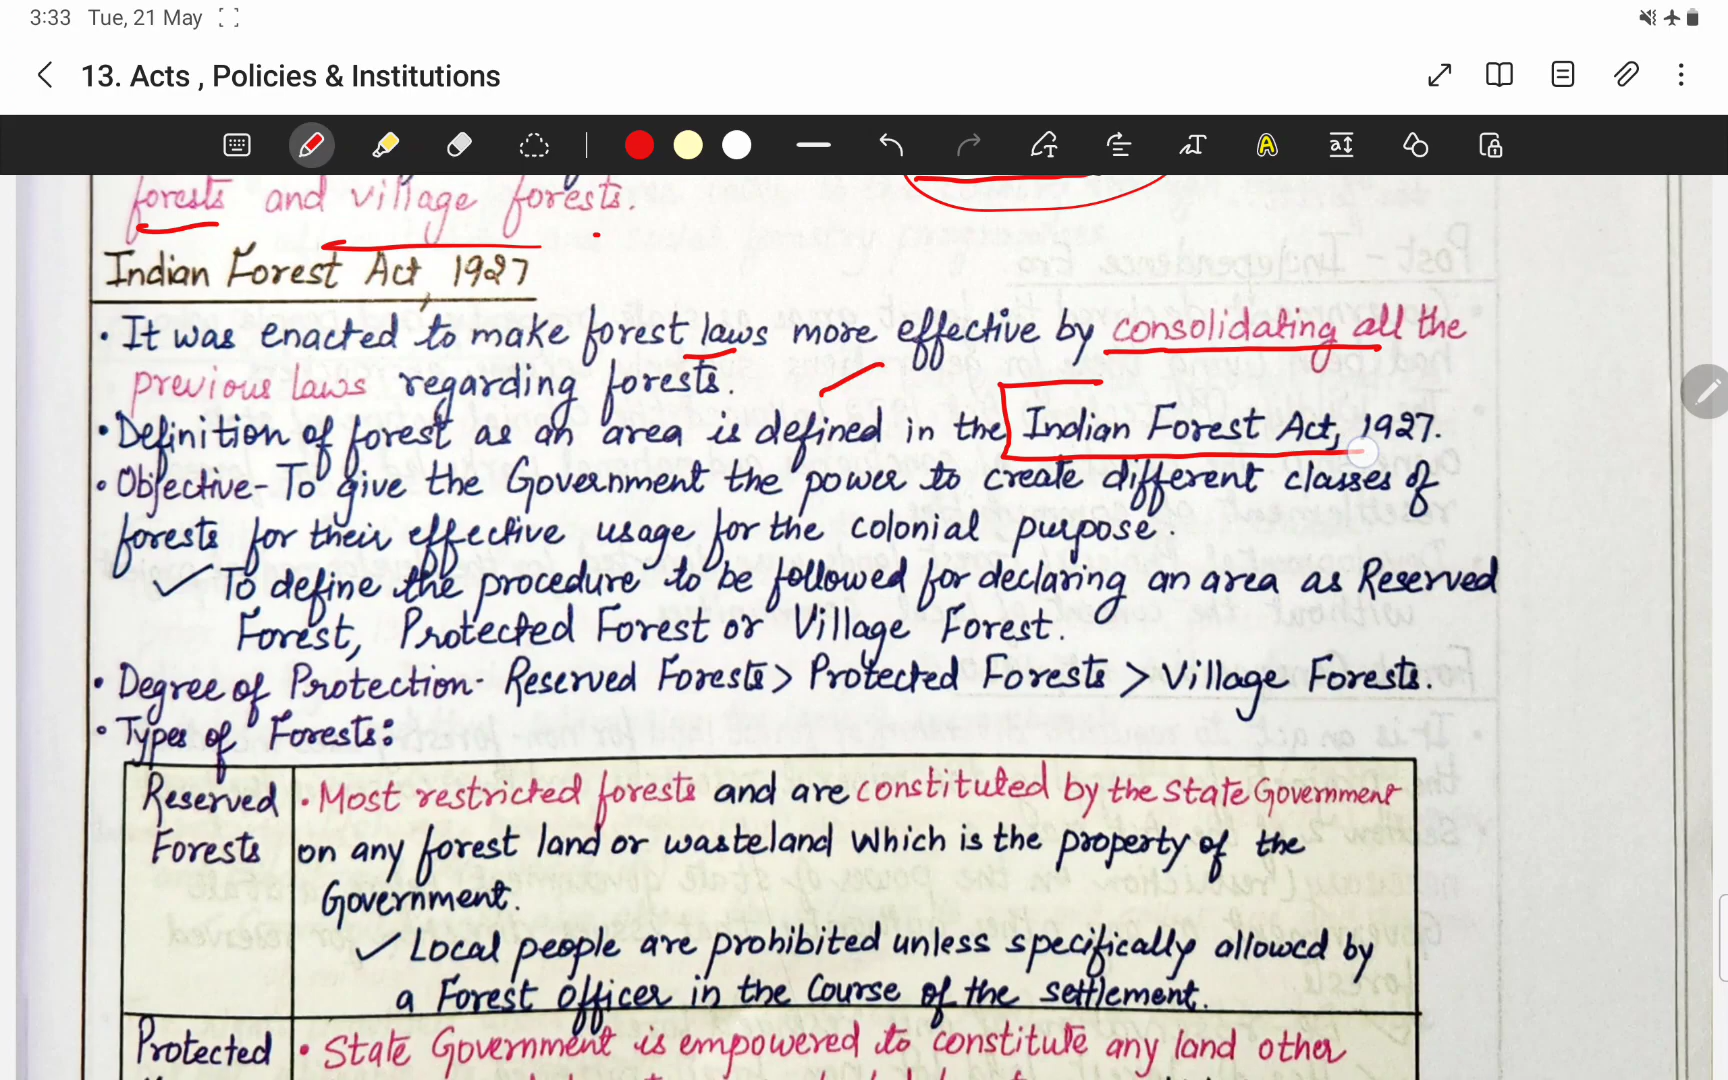 3:33 Tue, 21 May
13. Acts , Policies & Institutions
forests and village forests.
Indian Forest Act, 1927
• It was enacted to make forest laws more effective by consolidating all the
previous laws regarding forests.
• Definition of forest as an area is defined in the Indian Forest Act, 1927.
• Objective- To give the Government the power to create different classes of
forests for their effective usage for the colonial purpose.
✓ To define the procedure to be followed for declaring an area as Reserved
Forest, Protected Forest or Village Forest.
• Degree of Protection- Reserved Forests > Protected Forests > Village Forests.
• Types of Forests:
Reserved Forests
• Most restricted forests and are constituted by the State Government
on any forest land or wasteland which is the property of the
Government.
✓ Local people are prohibited unless specifically allowed by
a Forest officer in the course of the settlement.
Protected
• State Government is empowered to constitute any land other